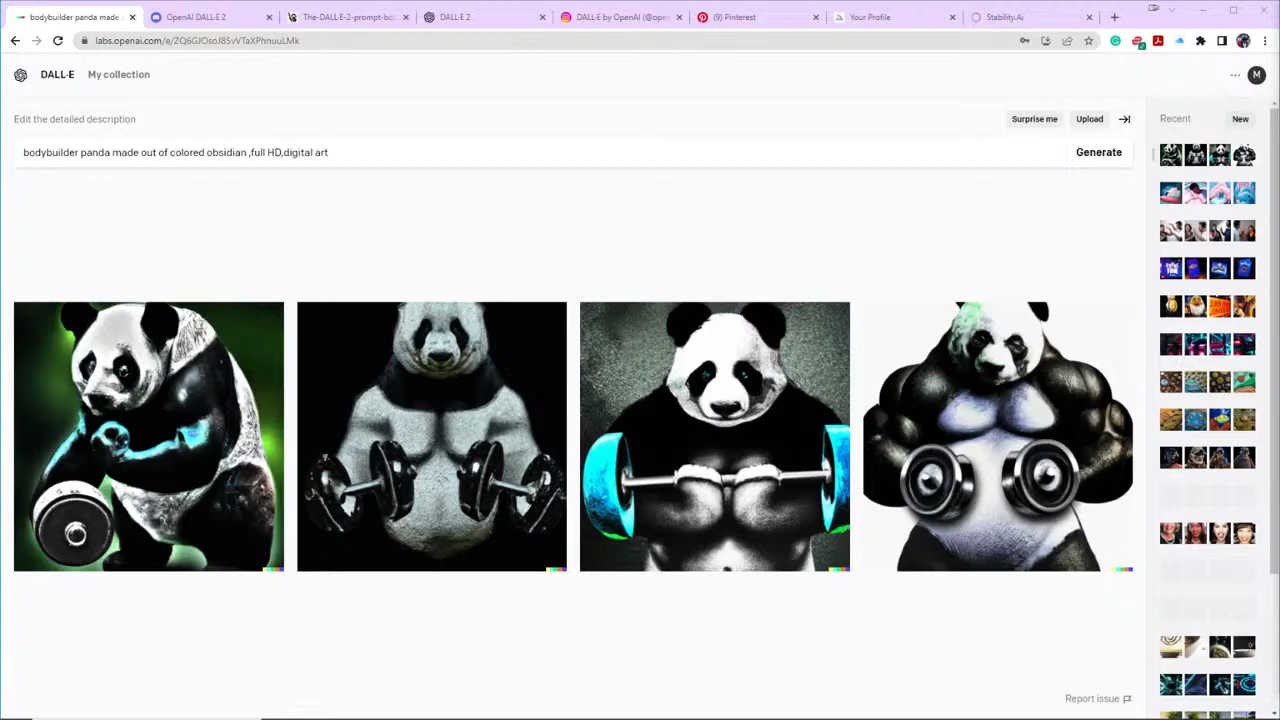 bodybuilder panda made
OpenAI DALL·E 2
The-DALL·E-2-prompt-bo
DALL·E 2
DALL·E by OpenAI (@open
(9) Pinterest
Your Profile
Stability.Ai
labs.openai.com/e/ZQ6GJOsoJ85vVTaXPhnuuLMk
DALL·E
My collection
M
Edit the detailed description
Surprise me
Upload
Recent
New
bodybuilder panda made out of colored obsidian ,full HD,digital art
Generate
Report issue